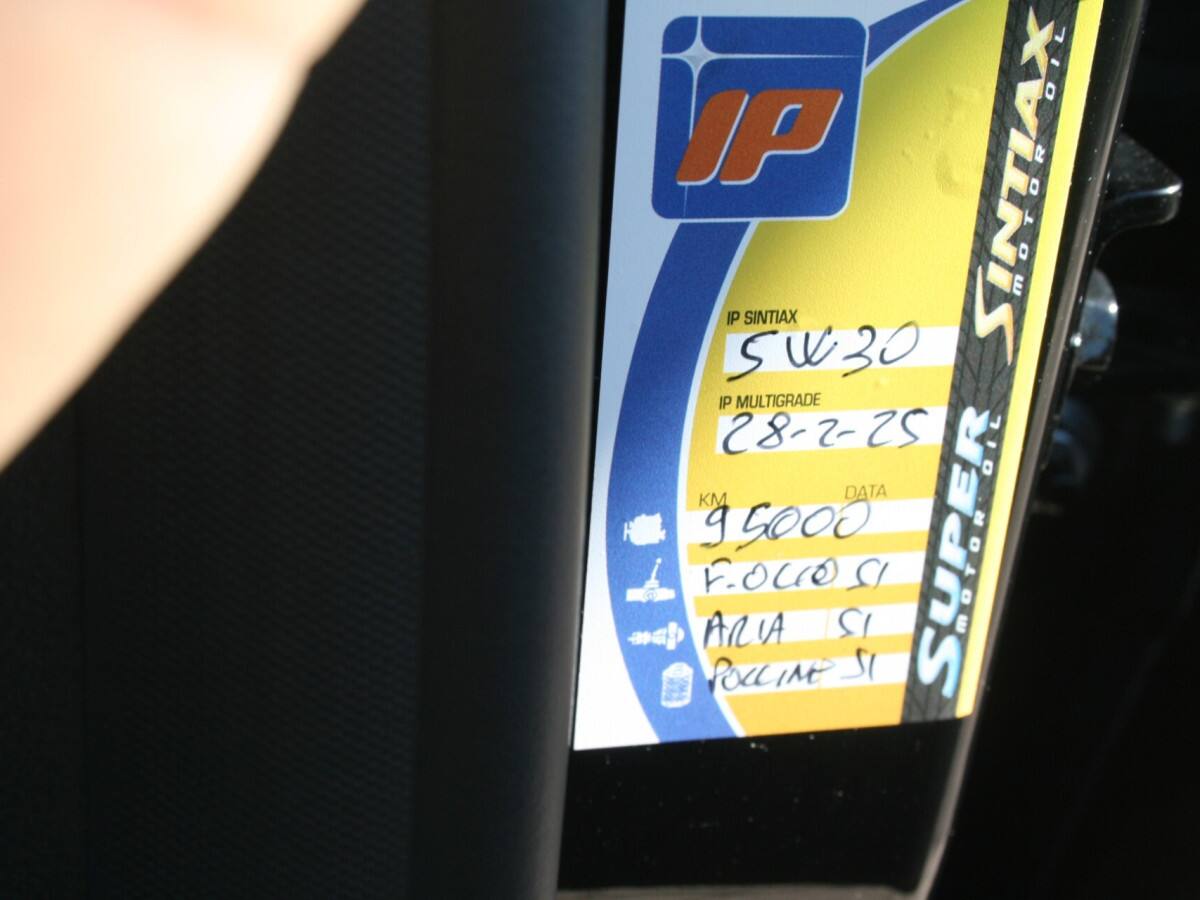 IP
IP SINTIAX
5W30
IP MULTIGRADE
28-2-25
KM DATA
95000
F.OLIO SI
ARIA SI
POLLINE SI
SINTIAX
MOTOR OIL
SUPER
MOTOR OIL